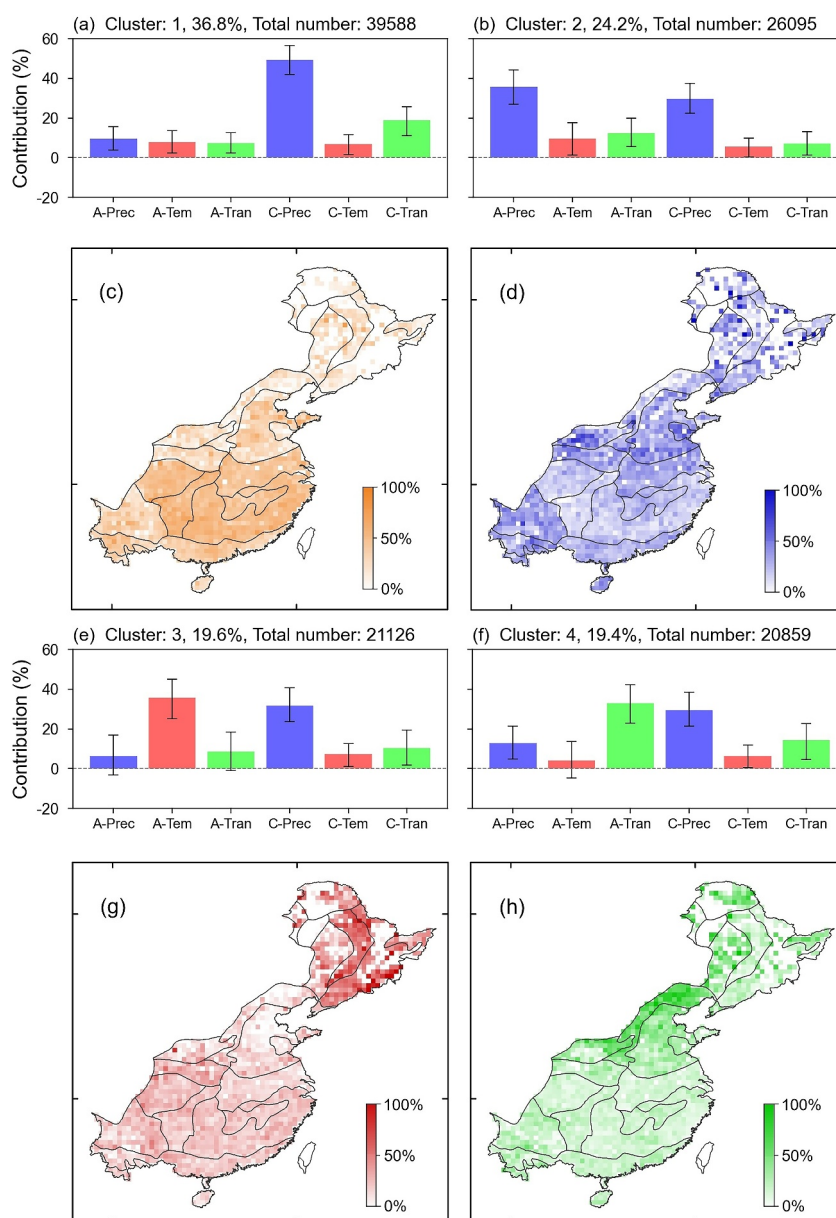 (a) Cluster: 1, 36.8%, Total number: 39588
(b) Cluster: 2, 24.2%, Total number: 26095
Contribution (%)
60
40
20
0
-20
A-Prec A-Tem A-Tran C-Prec C-Tem C-Tran
A-Prec A-Tem A-Tran C-Prec C-Tem C-Tran
(c)
100%
50%
0%
(d)
100%
50%
0%
(e) Cluster: 3, 19.6%, Total number: 21126
(f) Cluster: 4, 19.4%, Total number: 20859
Contribution (%)
60
40
20
0
-20
A-Prec A-Tem A-Tran C-Prec C-Tem C-Tran
A-Prec A-Tem A-Tran C-Prec C-Tem C-Tran
(g)
100%
50%
0%
(h)
100%
50%
0%